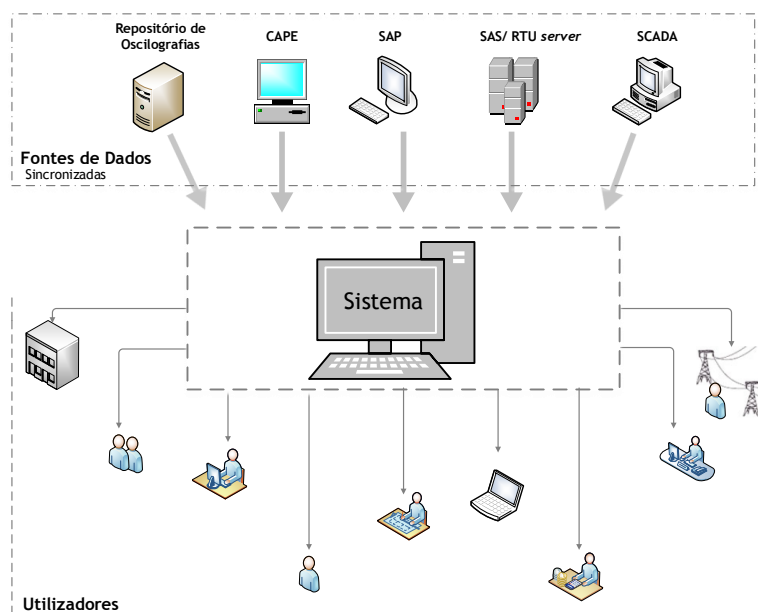 Repositório de
Oscilografias
CAPE
SAP
SAS/ RTU server
SCADA
Fontes de Dados
Sincronizadas
Sistema
Utilizadores